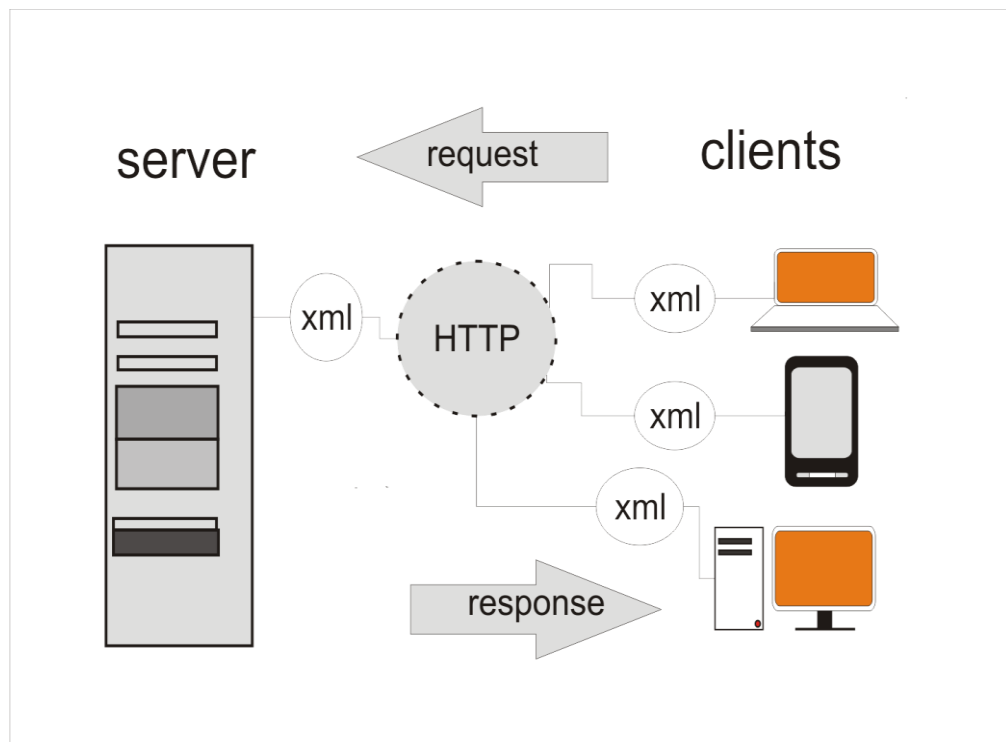 server
request
clients
xml
HTTP
xml
xml
xml
response